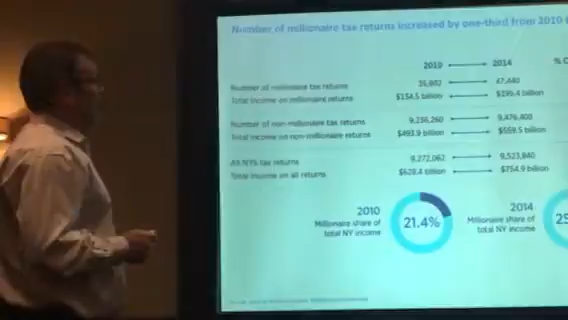 Number of millionaire tax returns increased by one-third from 2010
2010 2014 % C
Number of millionaire tax returns 35,802 47,440
Total income on millionaire returns $134.5 billion $195.4 billion
Number of non-millionaire tax returns 9,236,260 9,476,400
Total income on non-millionaire returns $493.9 billion $559.5 billion
All NYS tax returns 9,272,062 9,523,840
Total income on all returns $628.4 billion $754.9 billion
2010
Millionaire share of
total NY income
21.4%
2014
Millionaire share of
total NY income
25